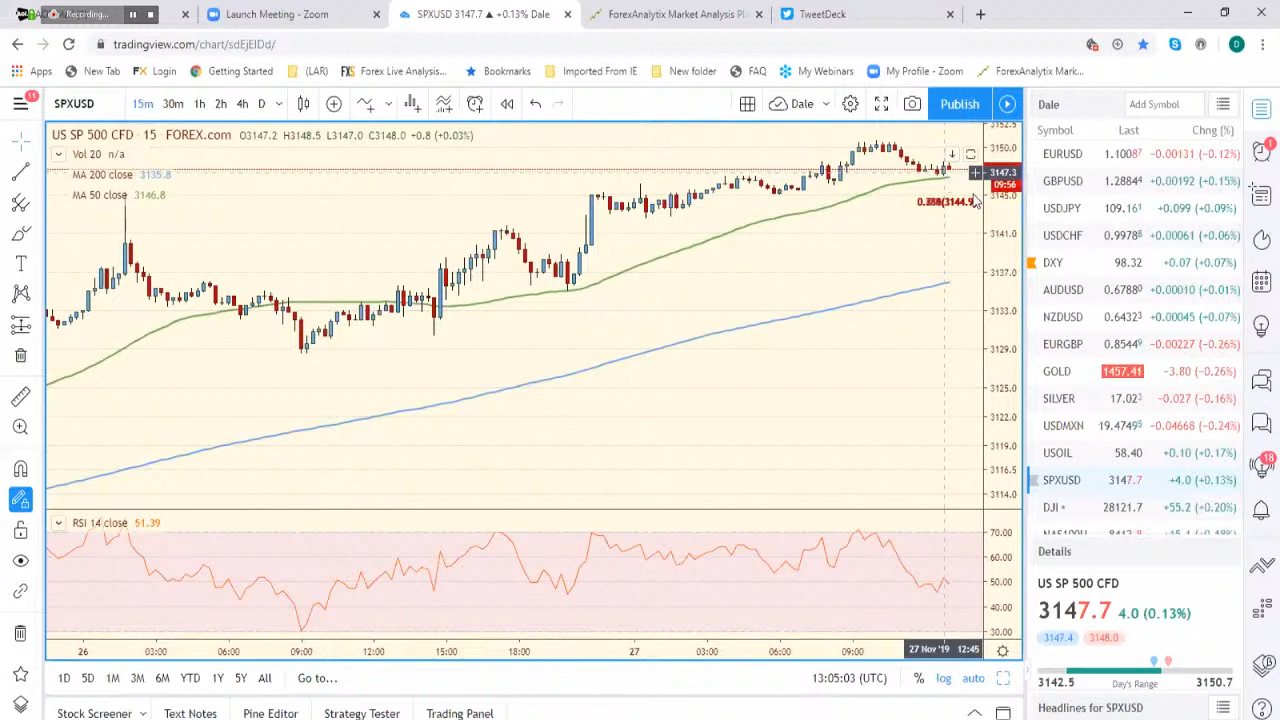 Recording...
Launch Meeting - Zoom
SPXUSD 3147.7 ▲ +0.13% Dale
ForexAnalytix Market Analysis Pl
TweetDeck
tradingview.com/chart/sdEjEIDd/
Apps
New Tab
FX Login
Getting Started
(LAR)
FXS Forex Live Analysis...
Bookmarks
Imported From IE
New folder
FAQ
My Webinars
My Profile - Zoom
ForexAnalytix Mark...
11
SPXUSD
15m 30m 1h 2h 4h D
Dale
Publish
US SP 500 CFD · 15 · FOREX.com O3147.2 H3148.5 L3147.0 C3148.0 +0.8 (+0.03%)
Vol 20 n/a
MA 200 close 3135.8
MA 50 close 3146.8
3152.5
3150.0
3147.3
09:56
3145.0
3141.0
3137.0
3133.0
3129.0
3125.0
3122.0
3119.0
3116.5
3114.0
RSI 14 close 51.39
70.00
60.00
50.00
40.00
30.00
26 03:00 06:00 09:00 12:00 15:00 18:00 27 03:00 06:00 09:00 27 Nov '19 12:45
1D 5D 1M 3M 6M YTD 1Y 5Y All Go to...
13:05:03 (UTC) % log auto
Stock Screener Text Notes Pine Editor Strategy Tester Trading Panel
Dale
Add Symbol
Symbol Last Chng (%)
EURUSD 1.10087 −0.00131 (−0.12%)
GBPUSD 1.28844 +0.00192 (+0.15%)
USDJPY 109.161 +0.099 (+0.09%)
USDCHF 0.99788 +0.00061 (+0.06%)
DXY 98.32 +0.07 (+0.07%)
AUDUSD 0.67880 +0.00010 (+0.01%)
NZDUSD 0.64323 +0.00045 (+0.07%)
EURGBP 0.85449 −0.00227 (−0.26%)
GOLD 1457.41 −3.80 (−0.26%)
SILVER 17.023 −0.027 (−0.16%)
USDMXN 19.47495 −0.04668 (−0.24%)
USOIL 58.40 +0.10 (+0.17%)
SPXUSD 3147.7 +4.0 (+0.13%)
DJI 28121.7 +55.2 (+0.20%)
Details
US SP 500 CFD
3147.7 4.0 (0.13%)
3147.4 3148.0
3142.5 Day's Range 3150.7
Headlines for SPXUSD
1
18